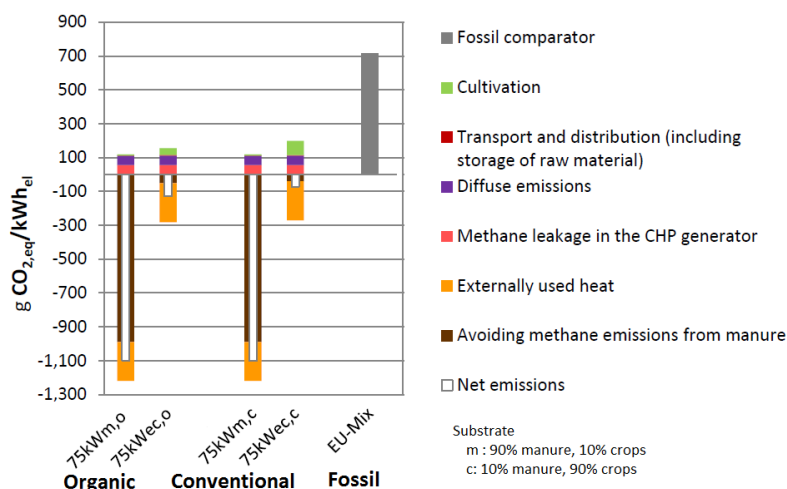 g CO2,eq/kWhel
900
700
500
300
100
-100
-300
-500
-700
-900
-1,100
-1,300
75kWm,o
75kWec,o
75kWm,c
75kWec,c
EU-Mix
Organic
Conventional
Fossil
Fossil comparator
Cultivation
Transport and distribution (including
storage of raw material)
Diffuse emissions
Methane leakage in the CHP generator
Externally used heat
Avoiding methane emissions from manure
Net emissions
Substrate
m : 90% manure, 10% crops
c: 10% manure, 90% crops